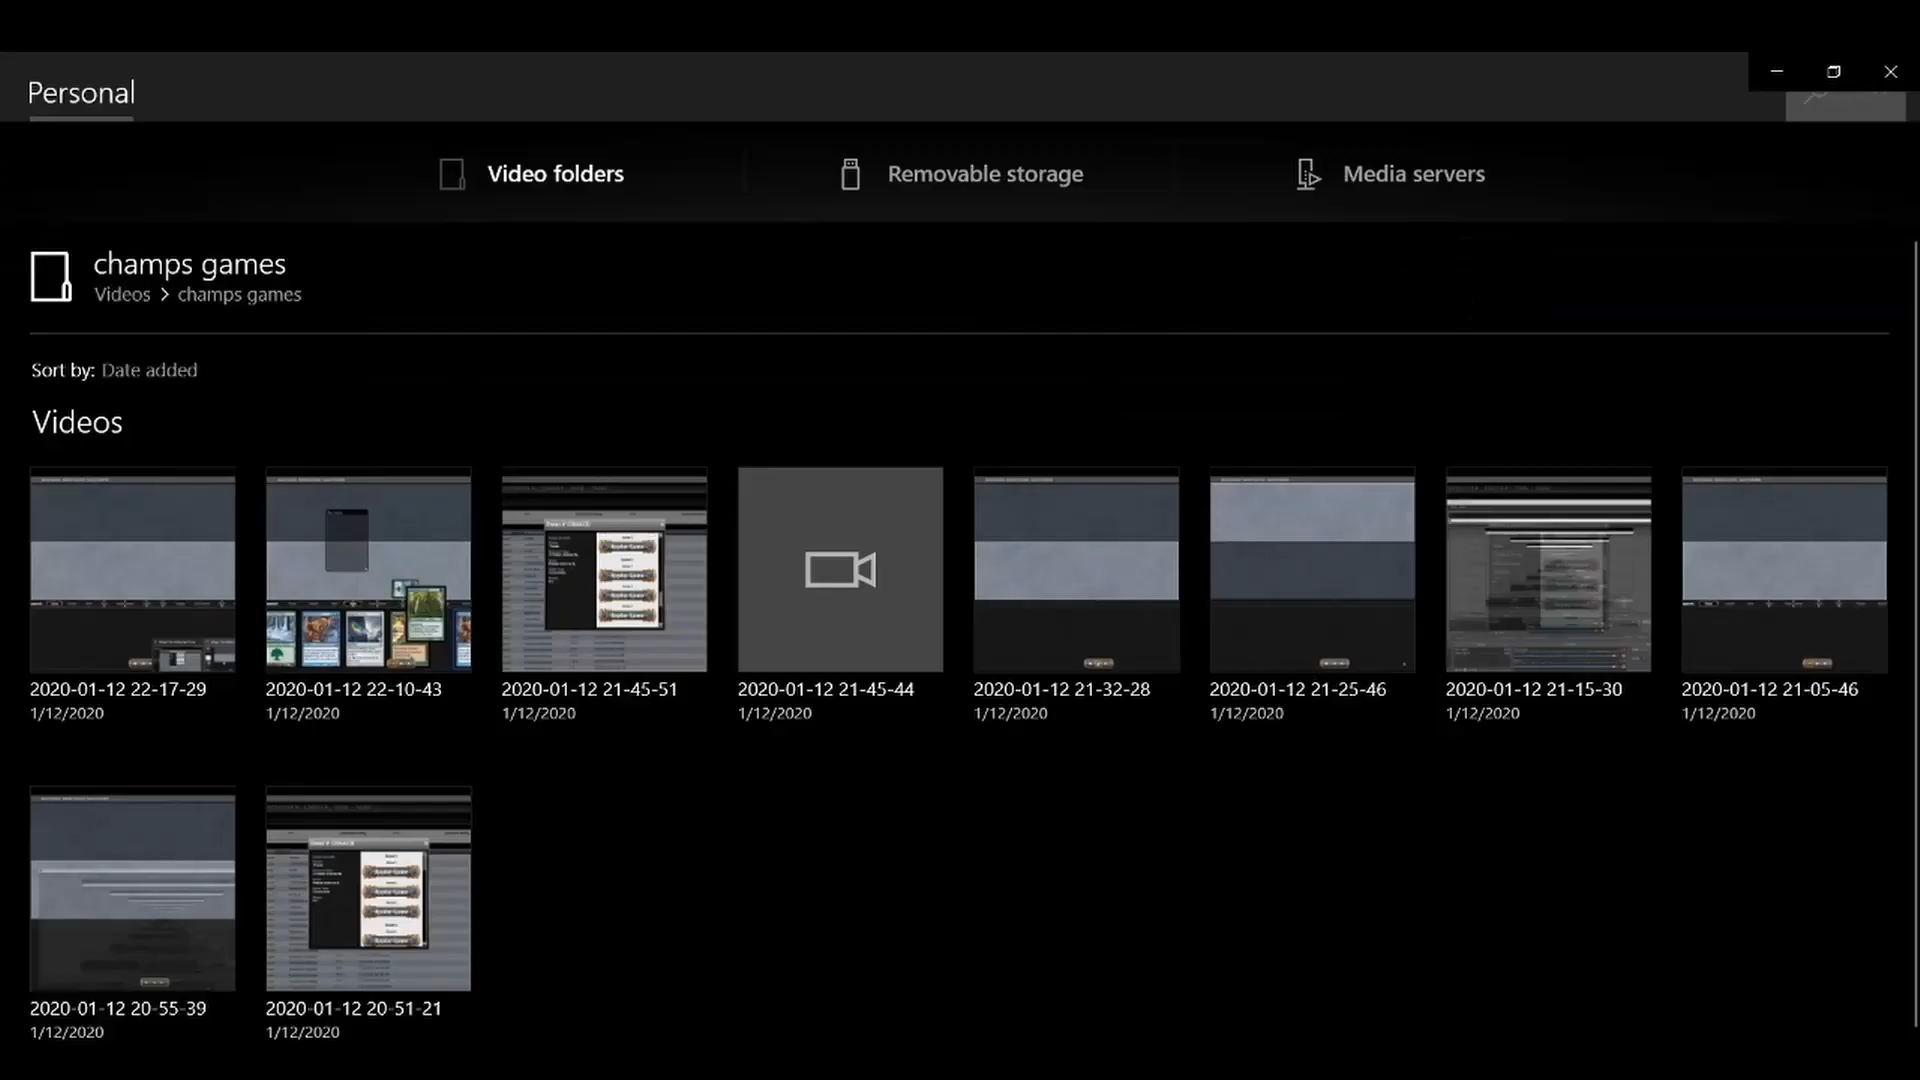 Personal
Video folders
Removable storage
Media servers
champs games
Videos > champs games
Sort by: Date added
Videos
2020-01-12 22-17-29
1/12/2020
2020-01-12 22-10-43
1/12/2020
2020-01-12 21-45-51
1/12/2020
2020-01-12 21-45-44
1/12/2020
2020-01-12 21-32-28
1/12/2020
2020-01-12 21-25-46
1/12/2020
2020-01-12 21-15-30
1/12/2020
2020-01-12 21-05-46
1/12/2020
2020-01-12 20-55-39
1/12/2020
2020-01-12 20-51-21
1/12/2020